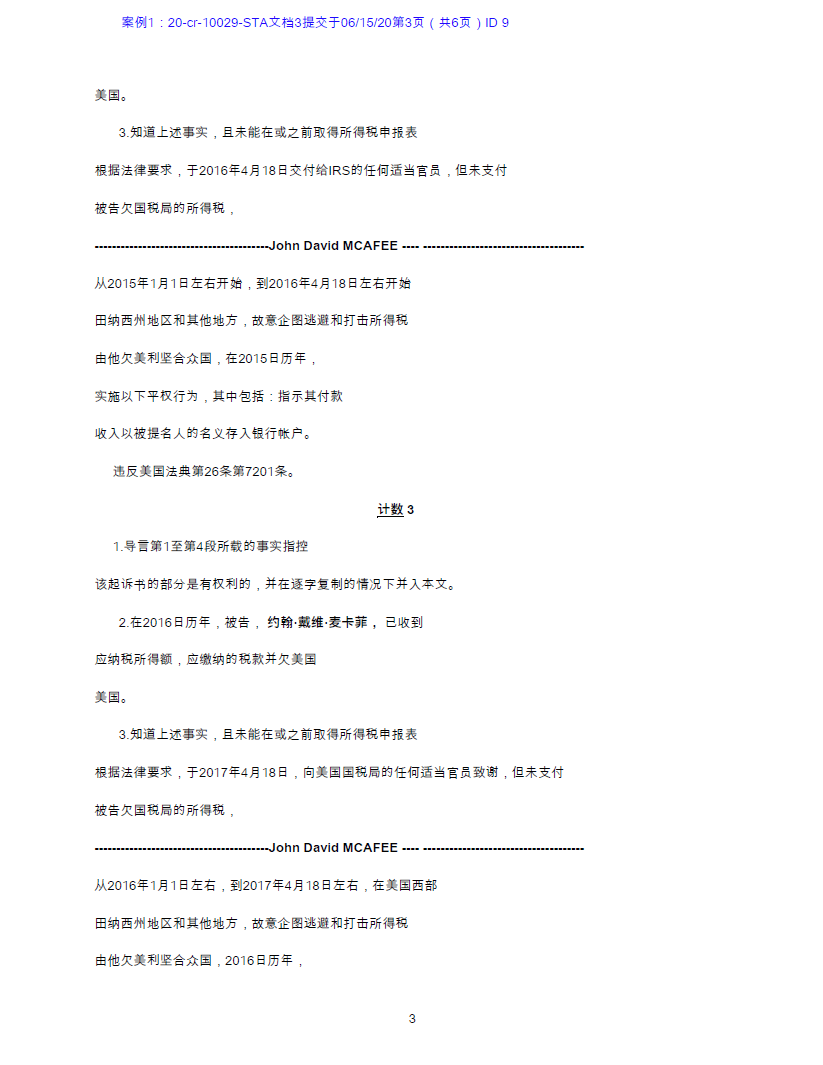 案例1：20-cr-10029-STA文档3提交于06/15/20第3页（共6页）ID 9
美国。
3.知道上述事实，且未能在或之前取得所得税申报表
根据法律要求，于2016年4月18日交付给IRS的任何适当官员，但未支付
被告欠国税局的所得税，
----------------------------------------John David MCAFEE ---- -------------------------------------
从2015年1月1日左右开始，到2016年4月18日左右开始
田纳西州地区和其他地方，故意企图逃避和打击所得税
由他欠美利坚合众国，在2015日历年，
实施以下平权行为，其中包括：指示其付款
收入以被提名人的名义存入银行帐户。
违反美国法典第26条第7201条。
计数 3
1.导言第1至第4段所载的事实指控
该起诉书的部分是有权利的，并在逐字复制的情况下并入本文。
2.在2016日历年，被告， 约翰·戴维·麦卡菲， 已收到
应纳税所得额，应缴纳的税款并欠美国
美国。
3.知道上述事实，且未能在或之前取得所得税申报表
根据法律要求，于2017年4月18日，向美国国税局的任何适当官员致谢，但未支付
被告欠国税局的所得税，
----------------------------------------John David MCAFEE ---- -------------------------------------
从2016年1月1日左右，到2017年4月18日左右，在美国西部
田纳西州地区和其他地方，故意企图逃避和打击所得税
由他欠美利坚合众国，2016日历年，
3